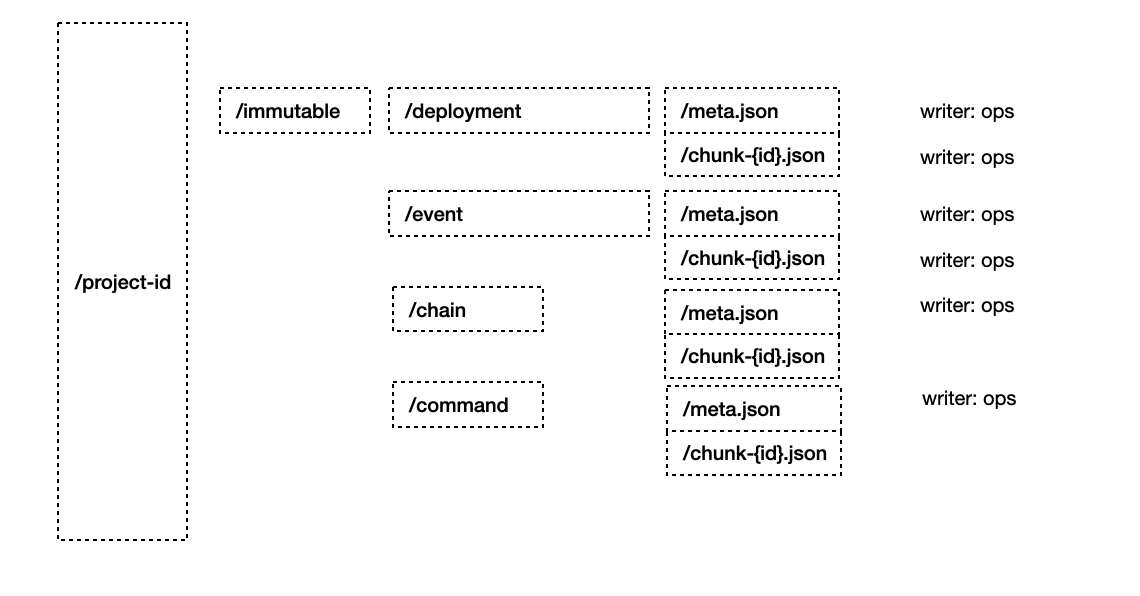 /immutable
/deployment
/meta.json
writer: ops
/chunk-{id}.json
writer: ops
/event
/meta.json
writer: ops
/chunk-{id}.json
writer: ops
/project-id
/chain
/meta.json
writer: ops
/chunk-{id}.json
/command
/meta.json
writer: ops
/chunk-{id}.json